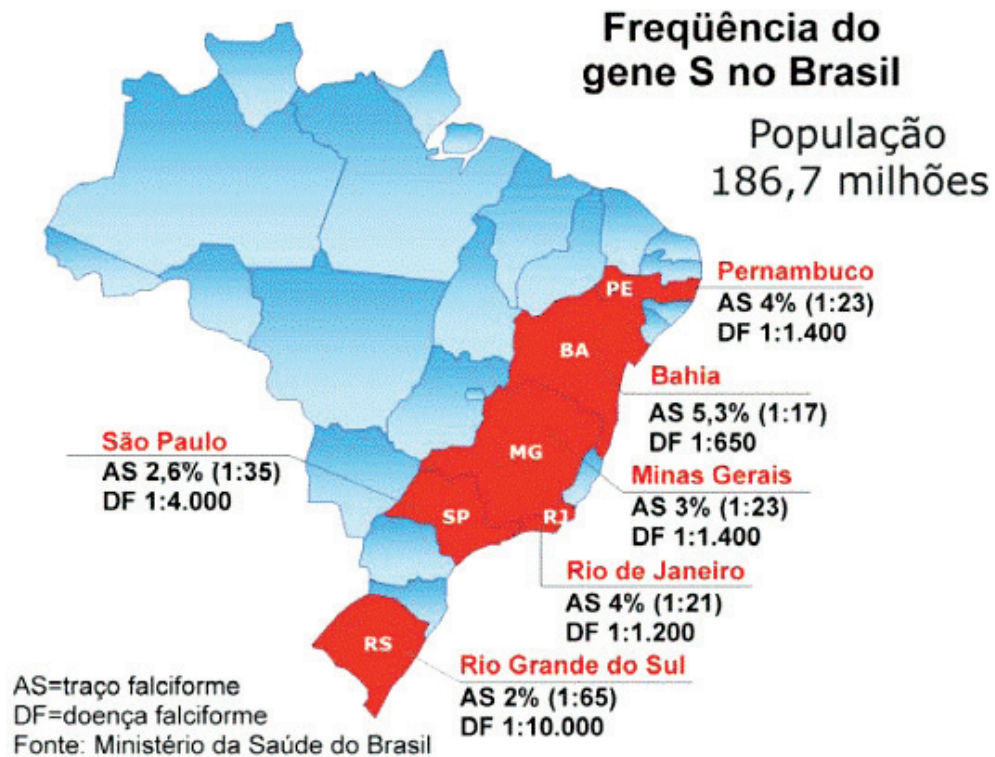 Freqüência do
gene S no Brasil
População
186,7 milhões
Pernambuco
AS 4% (1:23)
DF 1:1.400
PE
BA
Bahia
AS 5,3% (1:17)
DF 1:650
São Paulo
AS 2,6% (1:35)
DF 1:4.000
MG
Minas Gerais
AS 3% (1:23)
DF 1:1.400
SP
RJ
Rio de Janeiro
AS 4% (1:21)
DF 1:1.200
RS
Rio Grande do Sul
AS 2% (1:65)
DF 1:10.000
AS=traço falciforme
DF=doença falciforme
Fonte: Ministério da Saúde do Brasil